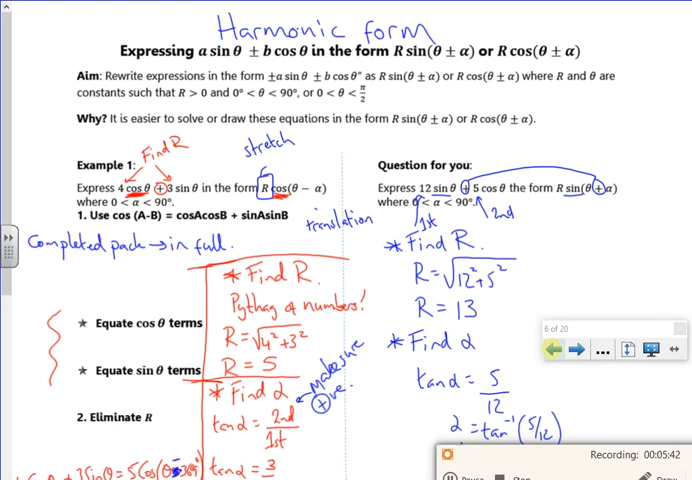 Harmonic form
Expressing a sin θ ± b cos θ in the form R sin(θ ± α) or R cos(θ ± α)
Aim: Rewrite expressions in the form ±a sin θ ± b cos θ° as R sin(θ ± α) or R cos(θ ± α) where R and θ are
constants such that R > 0 and 0° < θ < 90°, or 0 < θ < π/2
Why? It is easier to solve or draw these equations in the form R sin(θ ± α) or R cos(θ ± α).
Find R
stretch
Example 1:
Express 4 cos θ + 3 sin θ in the form R cos(θ − α)
where 0 < α < 90°.
1. Use cos (A-B) = cosAcosB + sinAsinB
translation
Completed pack → in full.
* Find R.
Pythag of numbers!
R = √4² + 3²
R = 5
★ Equate cos θ terms
★ Equate sin θ terms
* Find α
← Make sure
+ve.
tan α = 2nd
1st
2. Eliminate R
tan α = 3
3 sin θ = 5 cos(θ
Question for you:
Express 12 sin θ + 5 cos θ the form R sin(θ + α)
where 0 < α < 90°.
1st
2nd
* Find R.
R = √12² + 5²
R = 13
* Find α
tan α = 5
12
α = tan⁻¹ (5/12)
6 of 20
...
Recording: 00:05:42
Pause
Stop
Draw